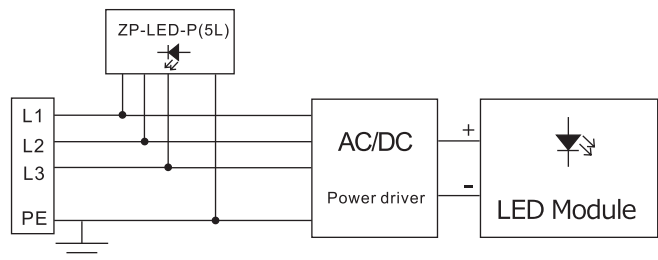 ZP-LED-P(5L)
L1
L2
L3
PE
AC/DC
Power driver
+
-
LED Module